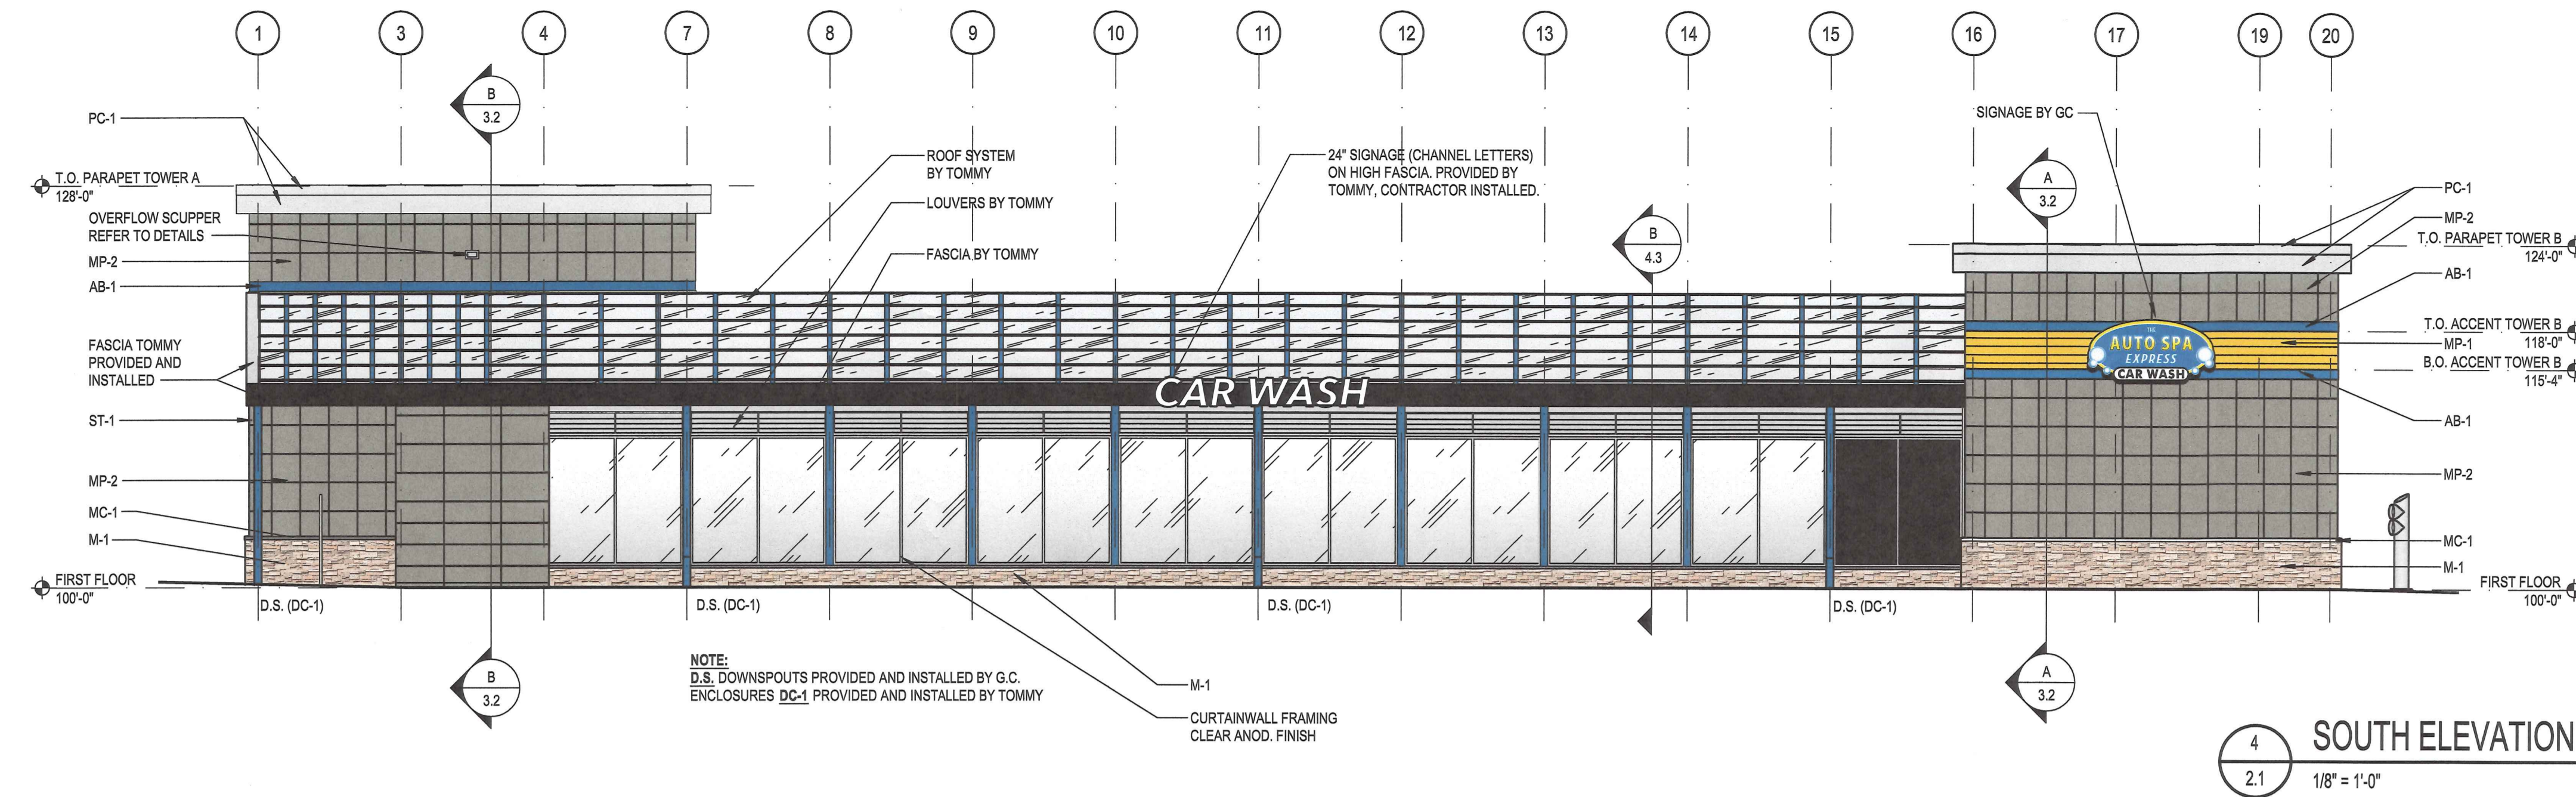 1 3 4 7 8 9 10 11 12 13 14 15 16 17 19 20
B
3.2
PC-1
T.O. PARAPET TOWER A
128'-0"
OVERFLOW SCUPPER
REFER TO DETAILS
MP-2
AB-1
FASCIA TOMMY
PROVIDED AND
INSTALLED
ST-1
MP-2
MC-1
M-1
FIRST FLOOR
100'-0"
ROOF SYSTEM
BY TOMMY
LOUVERS BY TOMMY
FASCIA BY TOMMY
24" SIGNAGE (CHANNEL LETTERS)
ON HIGH FASCIA. PROVIDED BY
TOMMY, CONTRACTOR INSTALLED.
CAR WASH
B
4.3
SIGNAGE BY GC
A
3.2
THE
AUTO SPA
EXPRESS
CAR WASH
PC-1
MP-2
T.O. PARAPET TOWER B
124'-0"
AB-1
T.O. ACCENT TOWER B
118'-0"
MP-1
B.O. ACCENT TOWER B
115'-4"
AB-1
MP-2
MC-1
M-1
FIRST FLOOR
100'-0"
D.S. (DC-1)
D.S. (DC-1)
D.S. (DC-1)
D.S. (DC-1)
B
3.2
NOTE:
D.S. DOWNSPOUTS PROVIDED AND INSTALLED BY G.C.
ENCLOSURES DC-1 PROVIDED AND INSTALLED BY TOMMY
M-1
CURTAINWALL FRAMING
CLEAR ANOD. FINISH
A
3.2
4
2.1
SOUTH ELEVATION
1/8" = 1'-0"